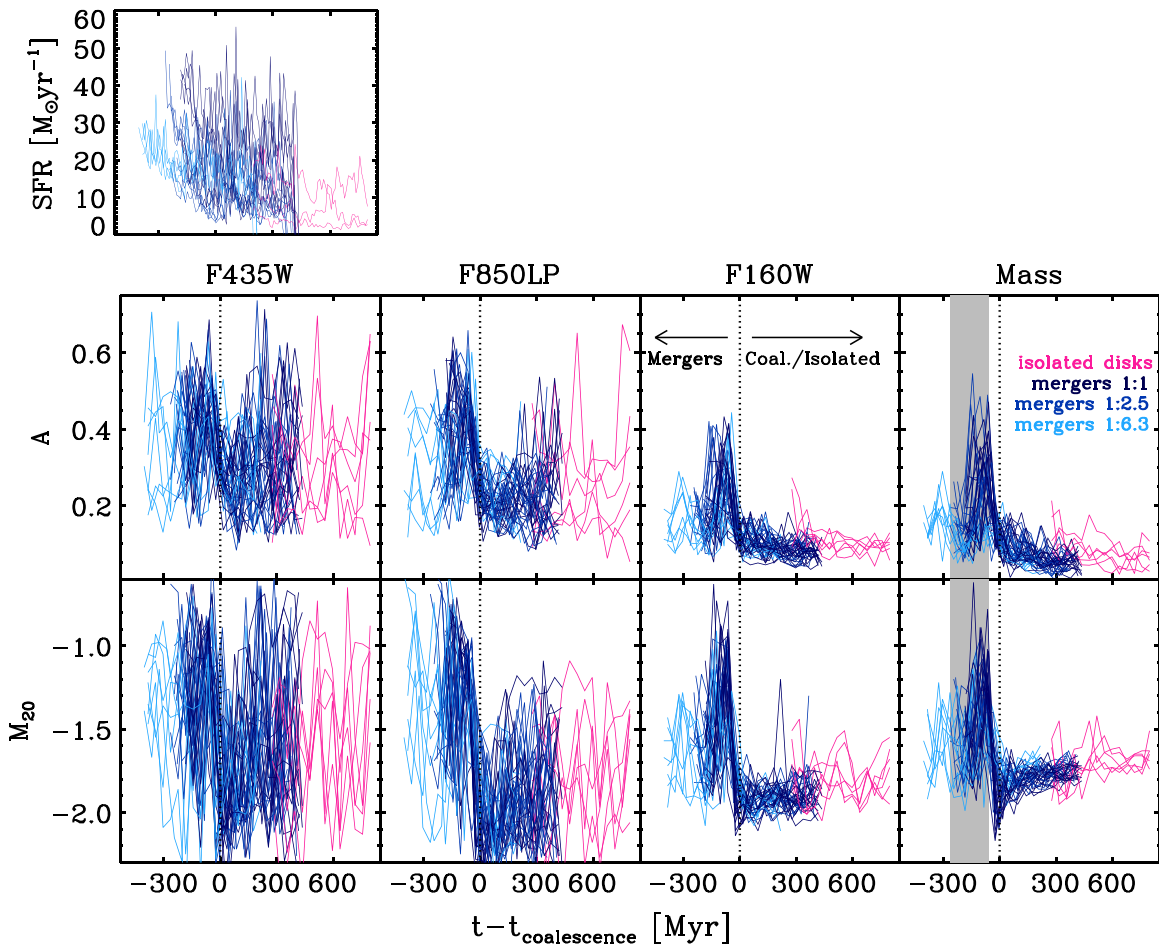 60
50
40
30
20
10
0
SFR [M⊙yr⁻¹]
F435W F850LP F160W Mass
0.6
0.4
0.2
A
Mergers Coal./Isolated
isolated disks
mergers 1:1
mergers 1:2.5
mergers 1:6.3
−1.0
−1.5
−2.0
M₂₀
−300 0 300 600 −300 0 300 600 −300 0 300 600 −300 0 300 600
t−tcoalescence [Myr]